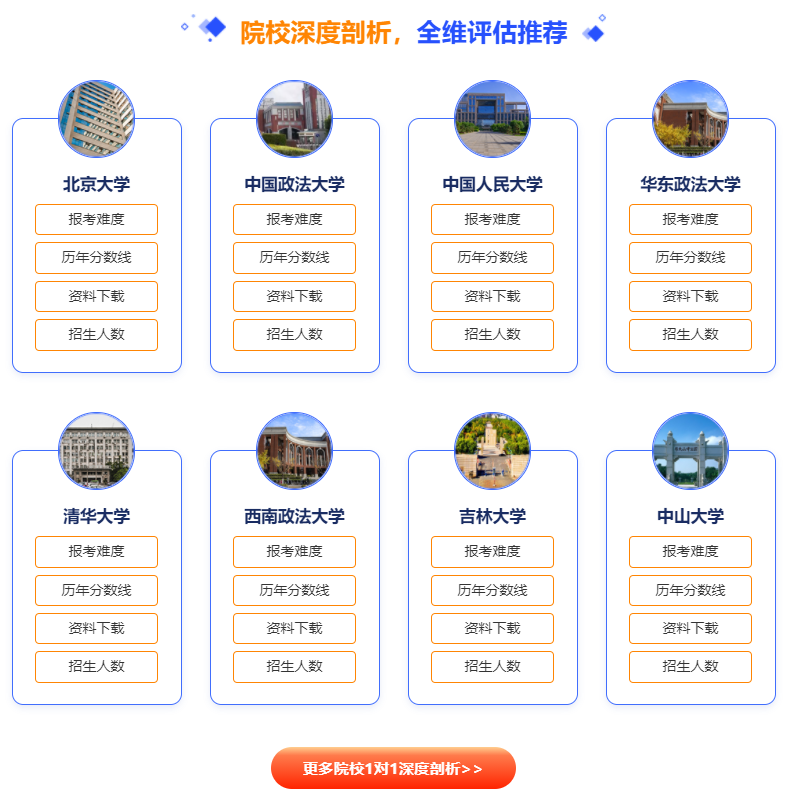 院校深度剖析，全维评估推荐
北京大学
报考难度
历年分数线
资料下载
招生人数
中国政法大学
报考难度
历年分数线
资料下载
招生人数
中国人民大学
报考难度
历年分数线
资料下载
招生人数
华东政法大学
报考难度
历年分数线
资料下载
招生人数
清华大学
报考难度
历年分数线
资料下载
招生人数
西南政法大学
报考难度
历年分数线
资料下载
招生人数
吉林大学
报考难度
历年分数线
资料下载
招生人数
中山大学
报考难度
历年分数线
资料下载
招生人数
更多院校1对1深度剖析>>